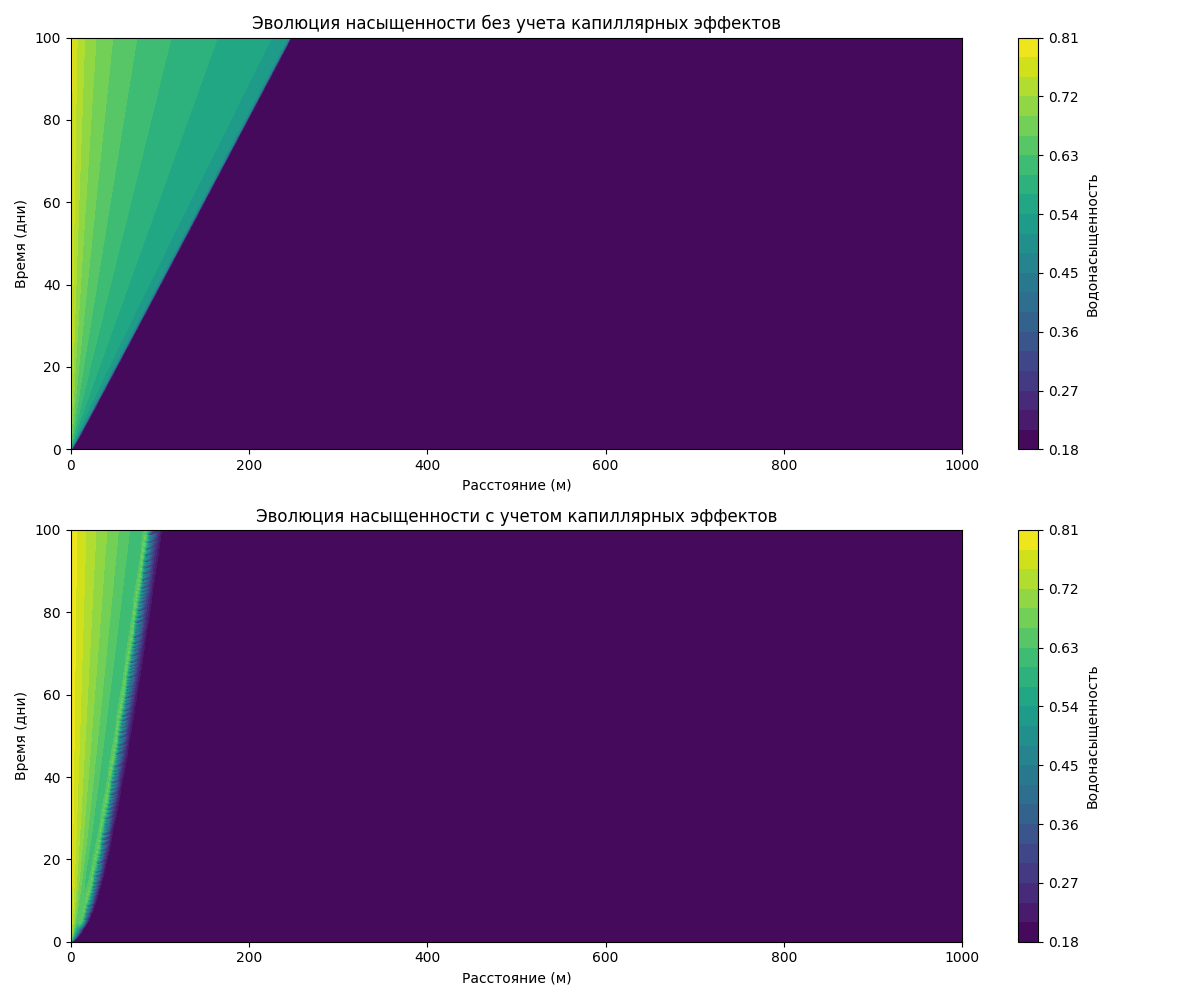 Эволюция насыщенности без учета капиллярных эффектов
100
80
60
40
20
0
Время (дни)
0 200 400 600 800 1000
Расстояние (м)
0.81
0.72
0.63
0.54
0.45
0.36
0.27
0.18
Водонасыщенность
Эволюция насыщенности с учетом капиллярных эффектов
100
80
60
40
20
0
Время (дни)
0 200 400 600 800 1000
Расстояние (м)
0.81
0.72
0.63
0.54
0.45
0.36
0.27
0.18
Водонасыщенность